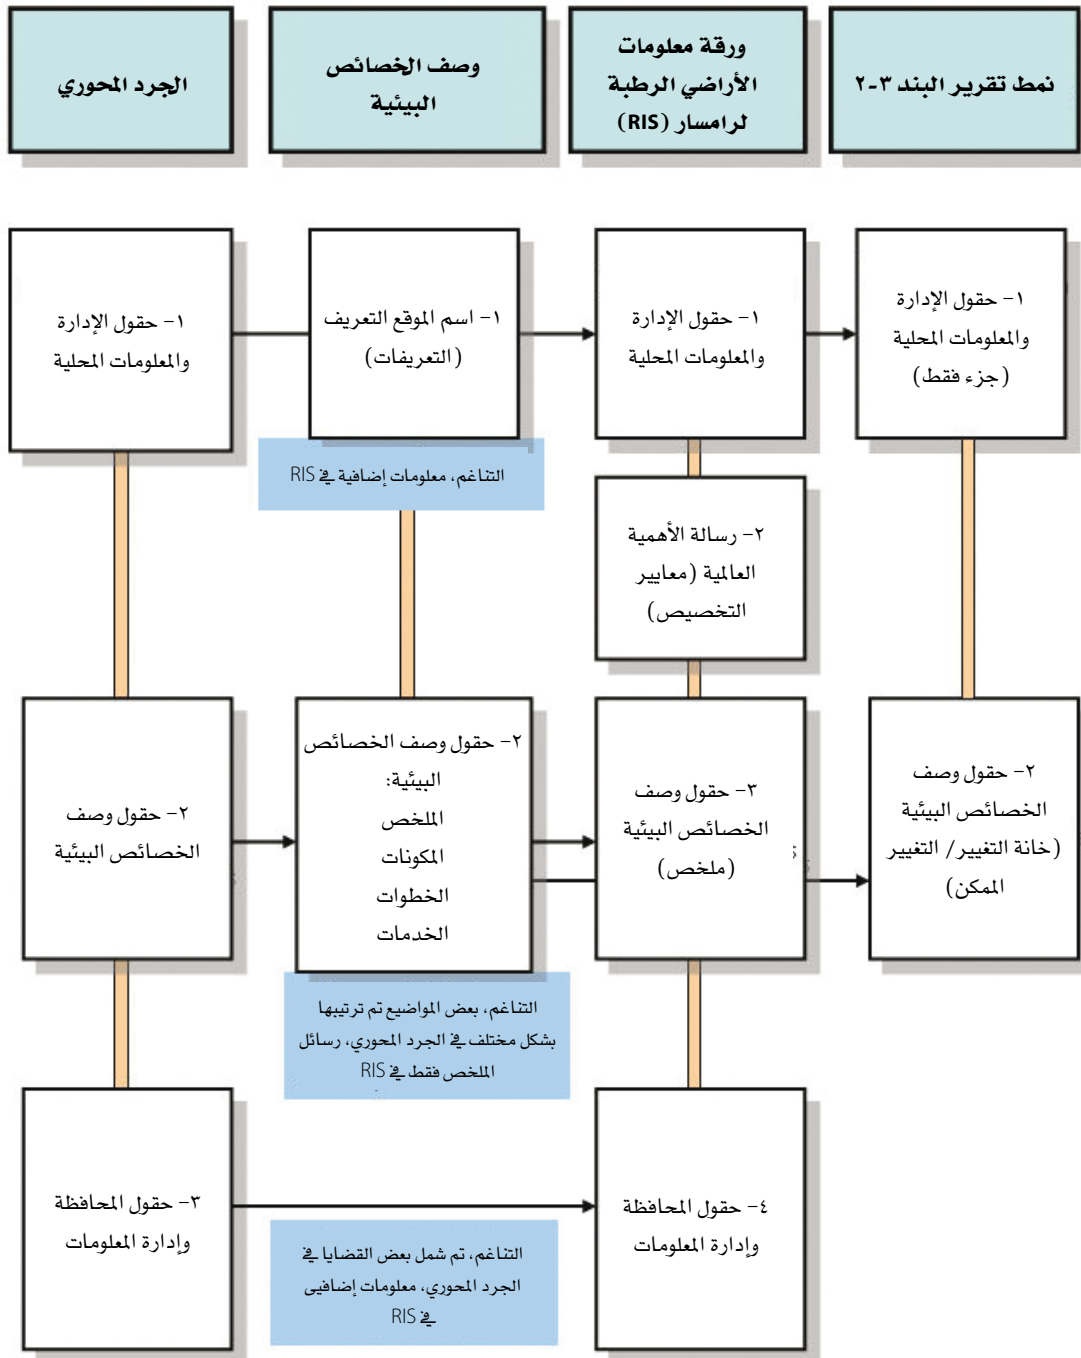 الجرد المحوري
وصف الخصائص
البيئية
ورقة معلومات
الأراضي الرطبة
لرامسار (RIS)
نمط تقرير البند ٣-٢
١- حقول الإدارة
والمعلومات المحلية
١- اسم الموقع التعريف
(التعريفات)
١- حقول الإدارة
والمعلومات المحلية
١- حقول الإدارة
والمعلومات المحلية
(جزء فقط)
التناغم، معلومات إضافية في RIS
٢- رسالة الأهمية
العالمية (معايير
التخصيص)
٢- حقول وصف
الخصائص البيئية
٢- حقول وصف الخصائص
البيئية:
الملخص
المكونات
الخطوات
الخدمات
٣- حقول وصف
الخصائص البيئية
(ملخص)
٢- حقول وصف
الخصائص البيئية
(خانة التغيير/ التغيير
الممكن)
التناغم، بعض المواضيع تم ترتيبها
بشكل مختلف في الجرد المحوري، رسائل
الملخص فقط في RIS
٣- حقول المحافظة
وإدارة المعلومات
٤- حقول المحافظة
وإدارة المعلومات
التناغم، تم شمل بعض القضايا في
الجرد المحوري، معلومات إضافيى
في RIS